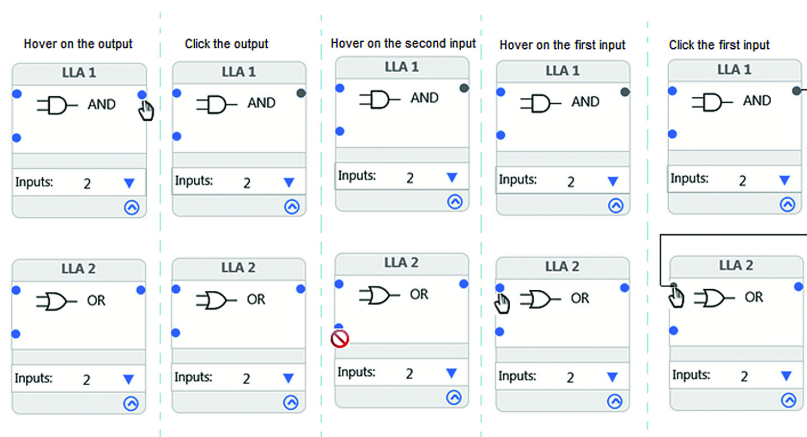 Hover on the output
LLA 1
AND
Inputs: 2
LLA 2
OR
Inputs: 2
Click the output
LLA 1
AND
Inputs: 2
LLA 2
OR
Inputs: 2
Hover on the second input
LLA 1
AND
Inputs: 2
LLA 2
OR
Inputs: 2
Hover on the first input
LLA 1
AND
Inputs: 2
LLA 2
OR
Inputs: 2
Click the first input
LLA 1
AND
Inputs: 2
LLA 2
OR
Inputs: 2